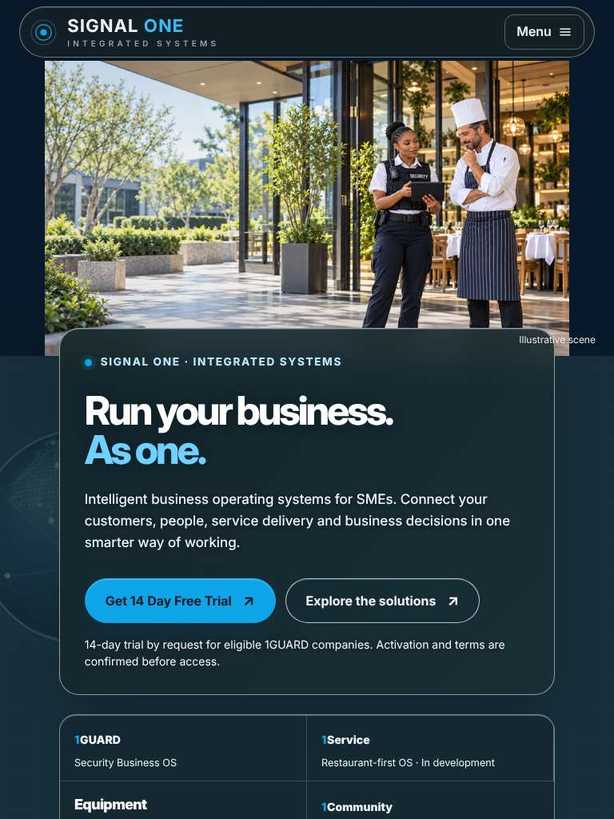 SIGNAL ONE
INTEGRATED SYSTEMS
Menu
SECURITY
Illustrative scene
SIGNAL ONE · INTEGRATED SYSTEMS
Run your business.
As one.
Intelligent business operating systems for SMEs. Connect your
customers, people, service delivery and business decisions in one
smarter way of working.
Get 14 Day Free Trial
Explore the solutions
14-day trial by request for eligible 1GUARD companies. Activation and terms are
confirmed before access.
1GUARD
Security Business OS
1Service
Restaurant-first OS · In development
Equipment
1Community